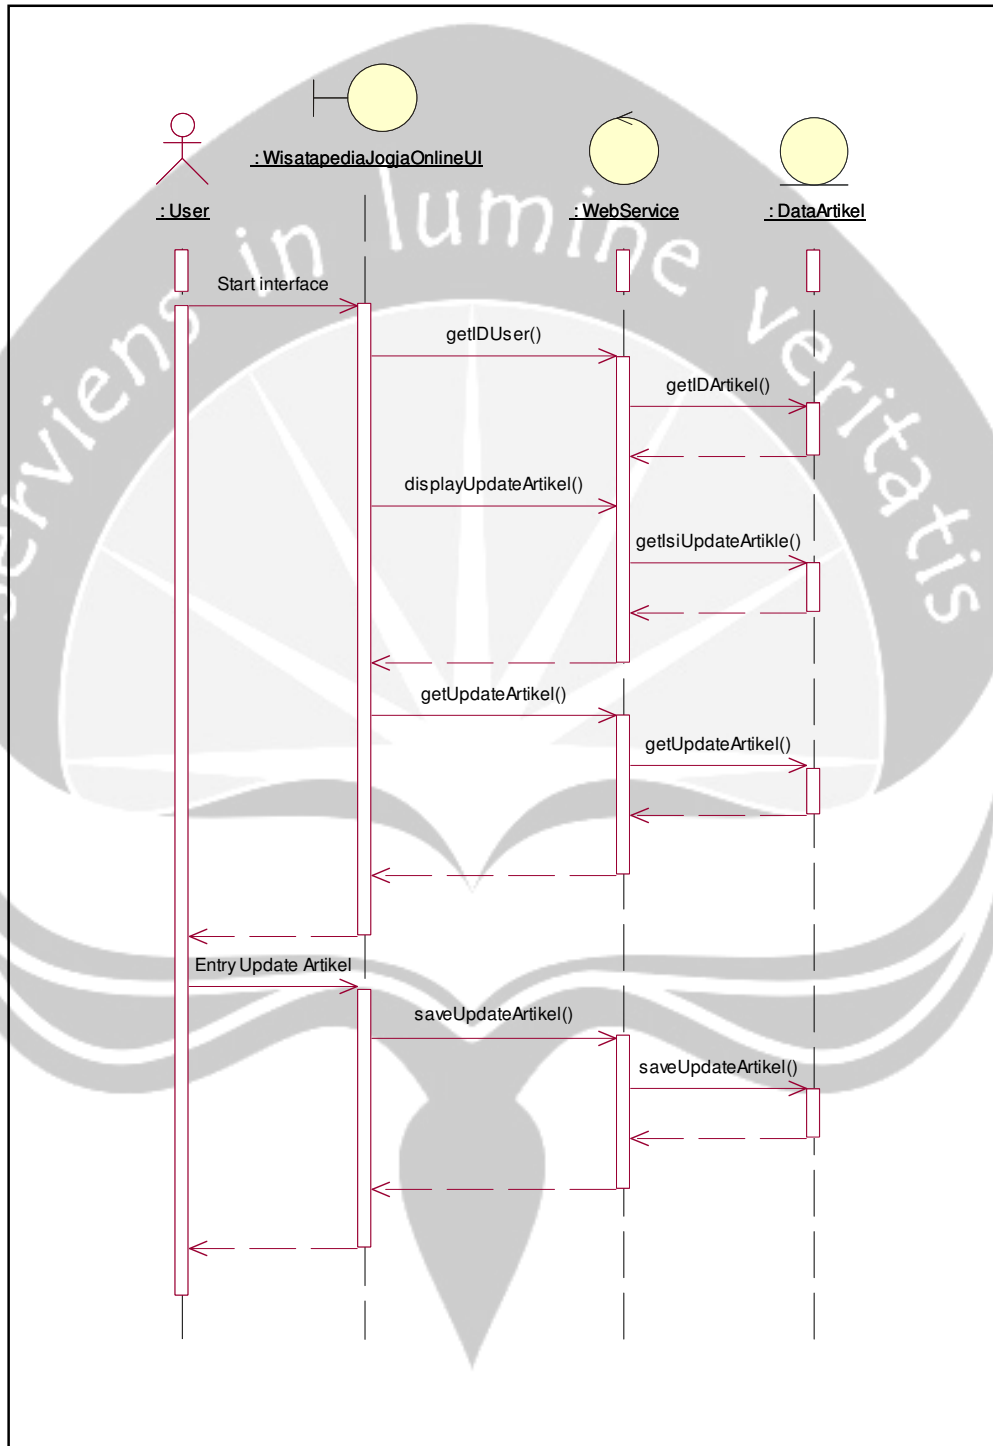 : WisatapediaJogjaOnlineUI
: User
: WebService
: DataArtikel
serviens in lumine veritatis
Start interface
getIDUser()
getIDArtikel()
displayUpdateArtikel()
getIsiUpdateArtikle()
getUpdateArtikel()
getUpdateArtikel()
Entry Update Artikel
saveUpdateArtikel()
saveUpdateArtikel()